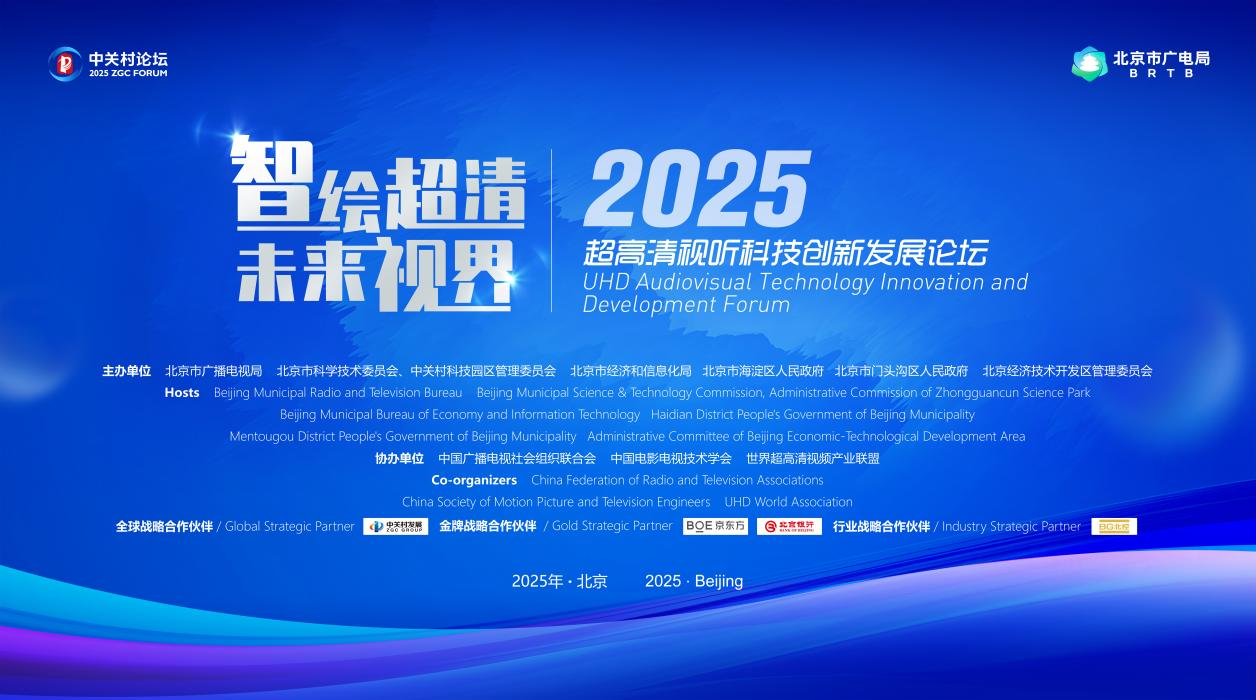 中关村论坛
2025 ZGC FORUM
北京市广电局
BRTB
智绘超清
未来视界
2025
超高清视听科技创新发展论坛
UHD Audiovisual Technology Innovation and
Development Forum
主办单位 北京市广播电视局 北京市科学技术委员会、中关村科技园区管理委员会 北京市经济和信息化局 北京市海淀区人民政府 北京市门头沟区人民政府 北京经济技术开发区管理委员会
Hosts Beijing Municipal Radio and Television Bureau Beijing Municipal Science & Technology Commission, Administrative Commission of Zhongguancun Science Park
Beijing Municipal Bureau of Economy and Information Technology Haidian District People's Government of Beijing Municipality
Mentougou District People's Government of Beijing Municipality Administrative Committee of Beijing Economic-Technological Development Area
协办单位 中国广播电视社会组织联合会 中国电影电视技术学会 世界超高清视频产业联盟
Co-organizers China Federation of Radio and Television Associations
China Society of Motion Picture and Television Engineers UHD World Association
全球战略合作伙伴 / Global Strategic Partner 中关村发展 ZGC GROUP 金牌战略合作伙伴 / Gold Strategic Partner BOE 京东方 北京银行 BANK OF BEIJING 行业战略合作伙伴 / Industry Strategic Partner BG北控
2025年 · 北京 2025 · Beijing